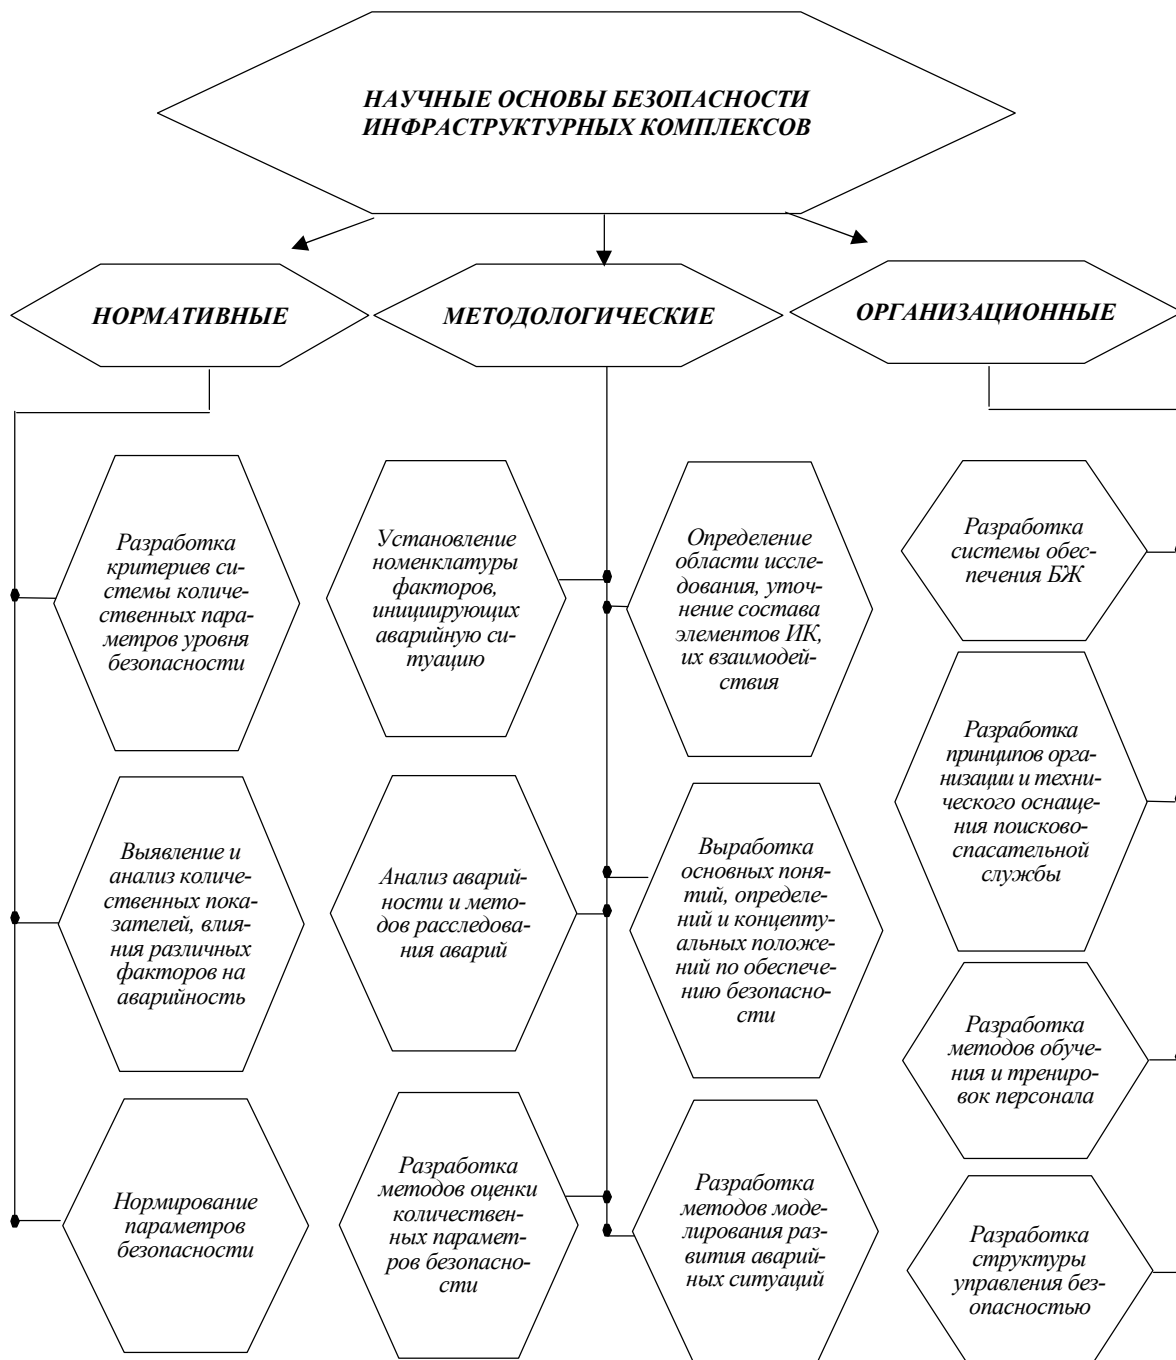 НАУЧНЫЕ ОСНОВЫ БЕЗОПАСНОСТИ
ИНФРАСТРУКТУРНЫХ КОМПЛЕКСОВ
НОРМАТИВНЫЕ
МЕТОДОЛОГИЧЕСКИЕ
ОРГАНИЗАЦИОННЫЕ
Разработка
критериев си-
стемы количе-
ственных пара-
метров уровня
безопасности
Выявление и
анализ количе-
ственных пока-
зателей, влия-
ния различных
факторов на
аварийность
Нормирование
параметров
безопасности
Установление
номенклатуры
факторов,
инициирующих
аварийную си-
туацию
Анализ аварий-
ности и мето-
дов расследова-
ния аварий
Разработка
методов оценки
количествен-
ных парамет-
ров безопасно-
сти
Определение
области иссле-
дования, уточ-
нение состава
элементов ИК,
их взаимодей-
ствия
Выработка
основных поня-
тий, определе-
ний и концепту-
альных положе-
ний по обеспече-
нию безопасно-
сти
Разработка
методов моде-
лирования раз-
вития аварий-
ных ситуаций
Разработка
системы обес-
печения БЖ
Разработка
принципов орга-
низации и техни-
ческого оснаще-
ния поисково-
спасательной
службы
Разработка
методов обуче-
ния и трениро-
вок персонала
Разработка
структуры
управления без-
опасностью